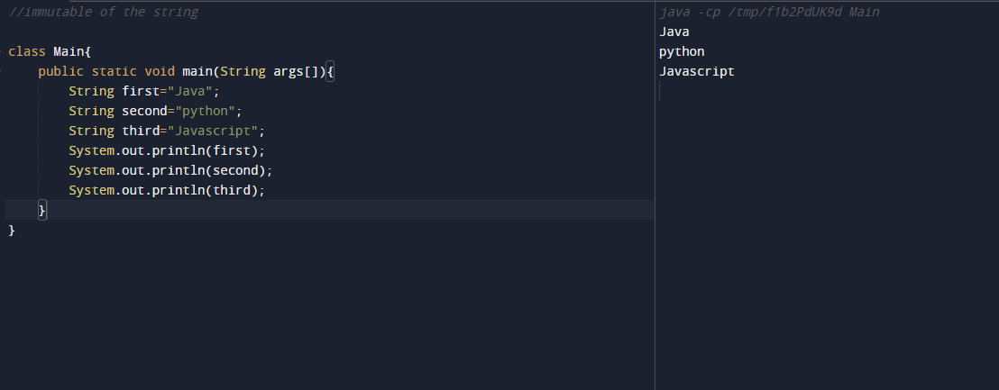 //immutable of the string
class Main{
public static void main(String args[]){
String first="Java";
String second="python";
String third="Javascript";
System.out.println(first);
System.out.println(second);
System.out.println(third);
}
}
java -cp /tmp/f1b2PdUK9d Main
Java
python
Javascript